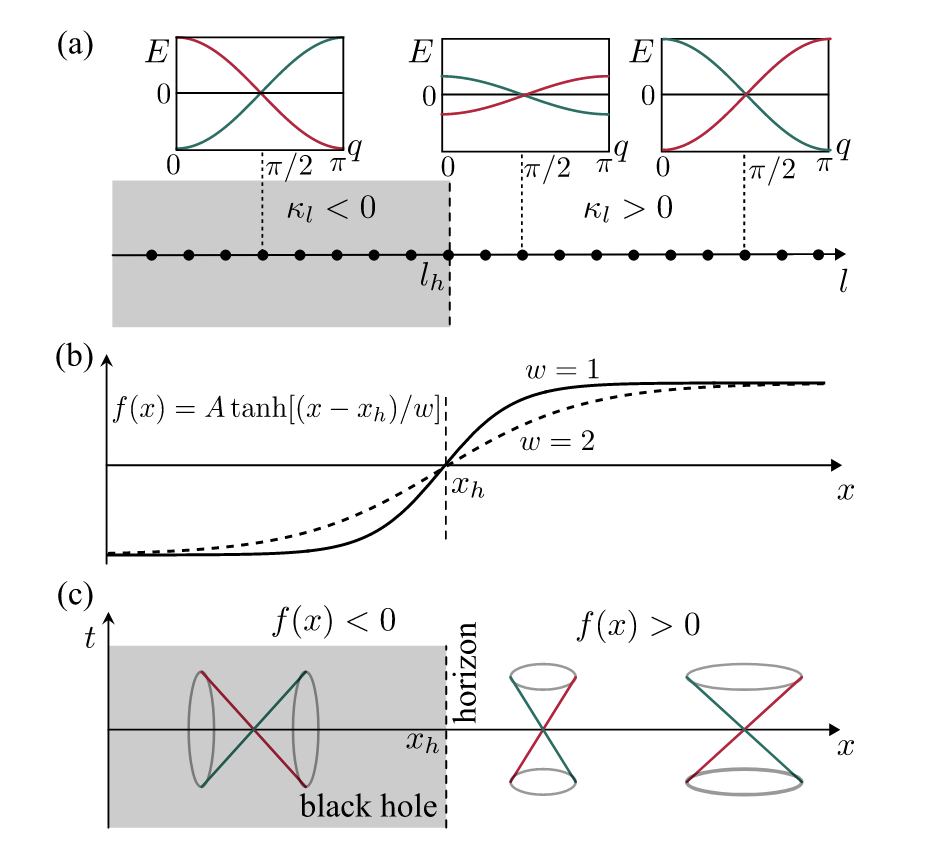 (a)
E
0
0
π/2
π
q
E
0
0
π/2
π
q
E
0
0
π/2
π
q
κ_l < 0
κ_l > 0
l_h
l
(b)
w = 1
f(x) = A tanh[(x − x_h)/w]
w = 2
x_h
x
(c)
f(x) < 0
f(x) > 0
t
horizon
x_h
x
black hole